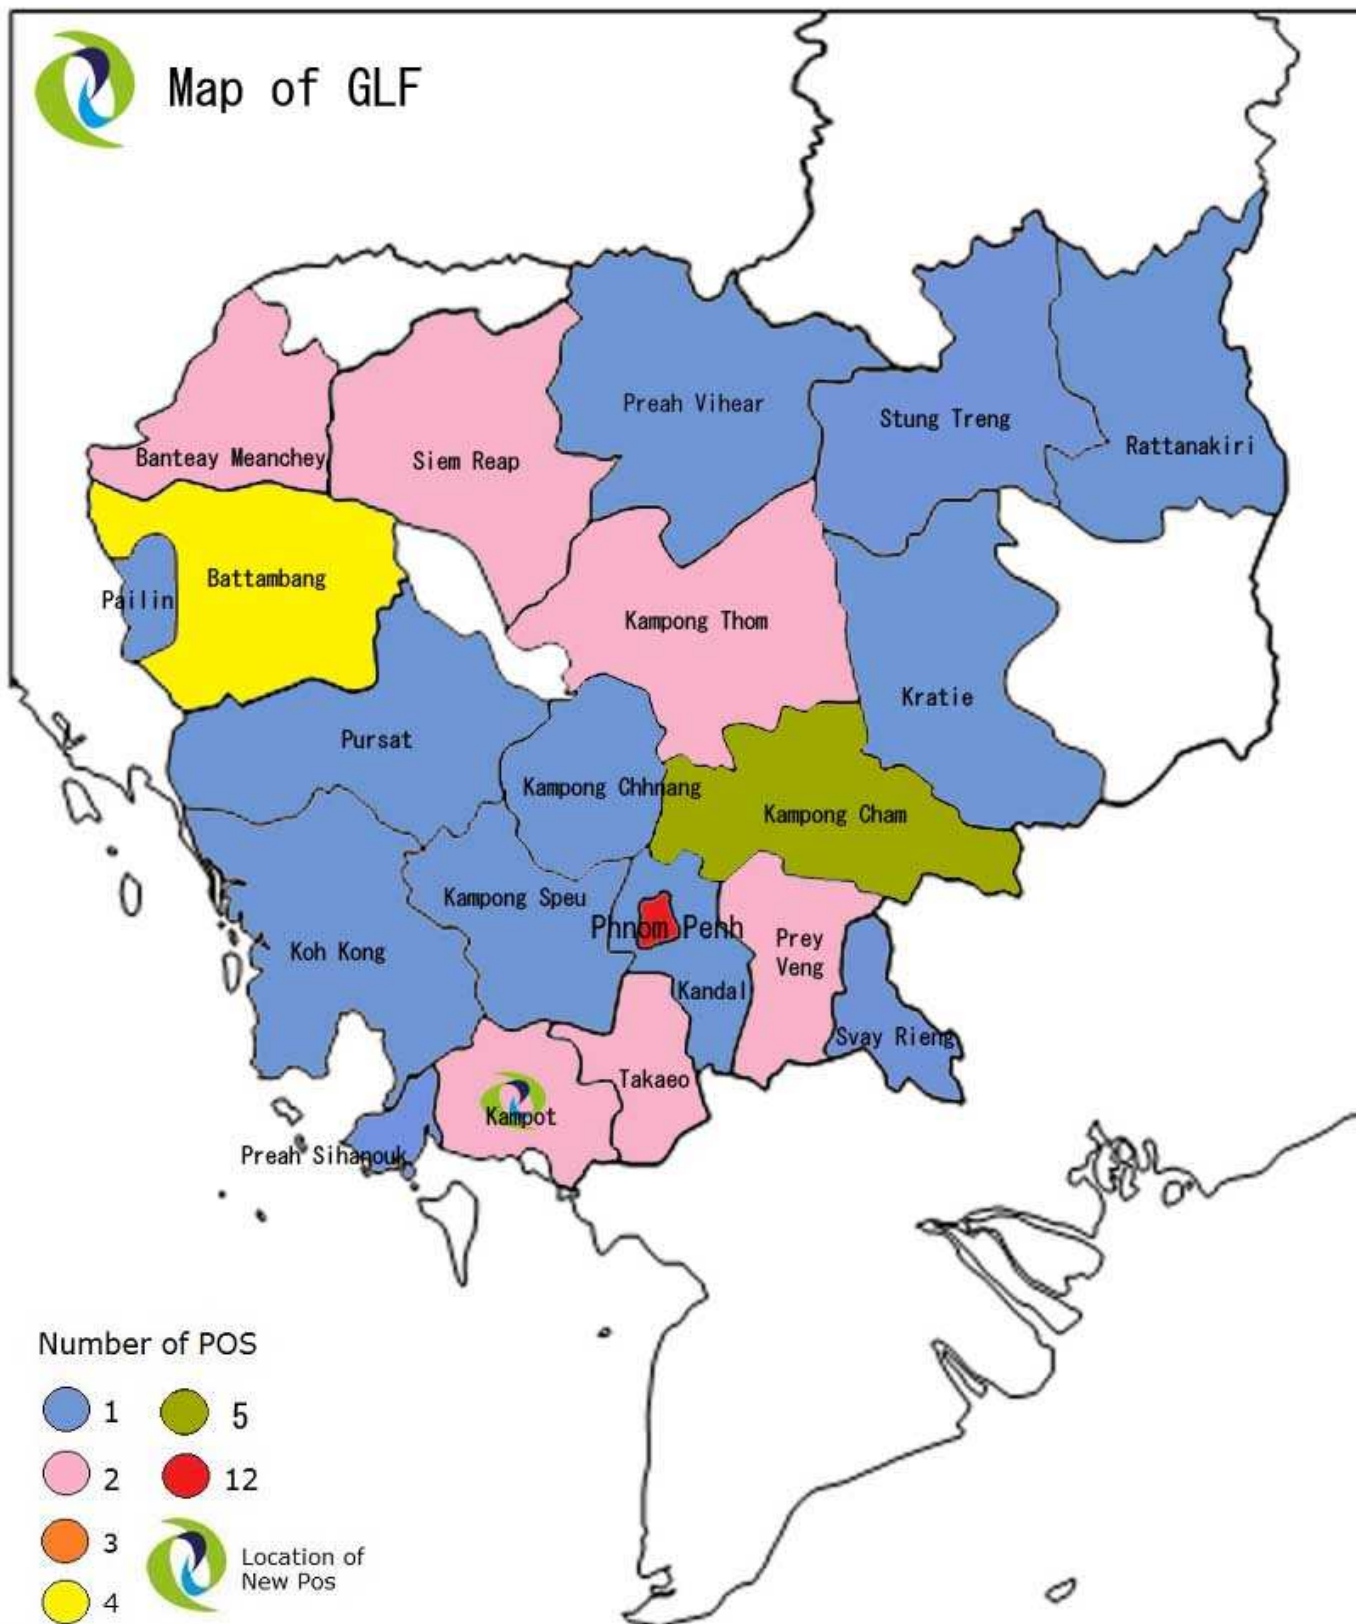 Map of GLF
Preah Vihear
Stung Treng
Rattanakiri
Banteay Meanchey
Siem Reap
Battambang
Pailin
Kampong Thom
Kratie
Pursat
Kampong Chhnang
Kampong Cham
Kampong Speu
Phnom Penh
Koh Kong
Prey
Veng
Kandal
Svay Rieng
Takaeo
Kampot
Preah Sihanouk
Number of POS
1
5
2
12
3
4
Location of
New Pos